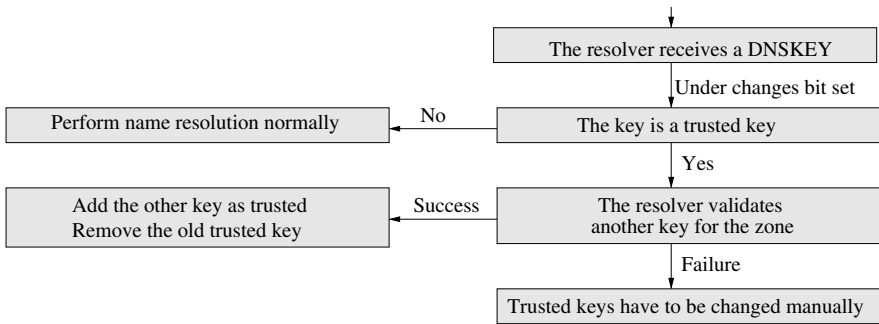 The resolver receives a DNSKEY
Under changes bit set
Perform name resolution normally
No
The key is a trusted key
Yes
Add the other key as trusted
Remove the old trusted key
Success
The resolver validates
another key for the zone
Failure
Trusted keys have to be changed manually